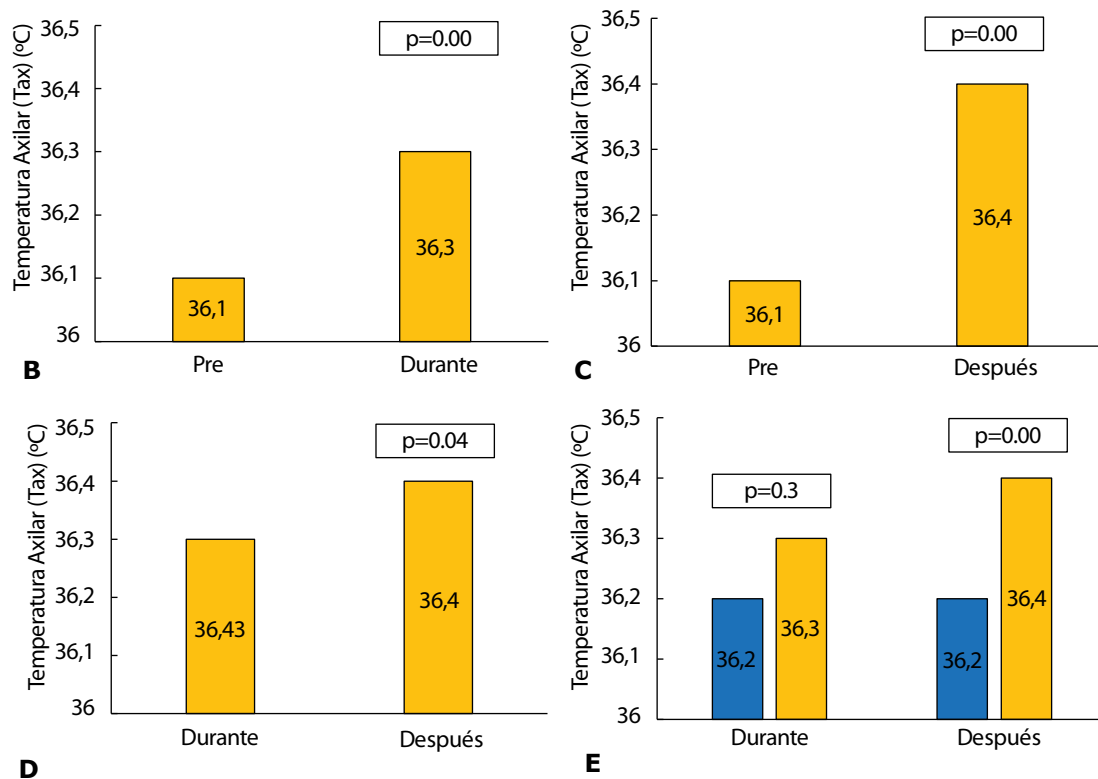 Temperatura Axilar (Tax) (ºC)
36,5
36,4
36,3
36,2
36,1
36
p=0.00
36,1
36,3
Pre
Durante
B
Temperatura Axilar (Tax) (ºC)
36,5
36,4
36,3
36,2
36,1
36
p=0.00
36,1
36,4
Pre
Después
C
Temperatura Axilar (Tax) (ºC)
36,5
36,4
36,3
36,2
36,1
36
p=0.04
36,43
36,4
Durante
Después
D
Temperatura Axilar (Tax) (ºC)
36,5
36,4
36,3
36,2
36,1
36
p=0.3
p=0.00
36,2
36,3
36,2
36,4
Durante
Después
E